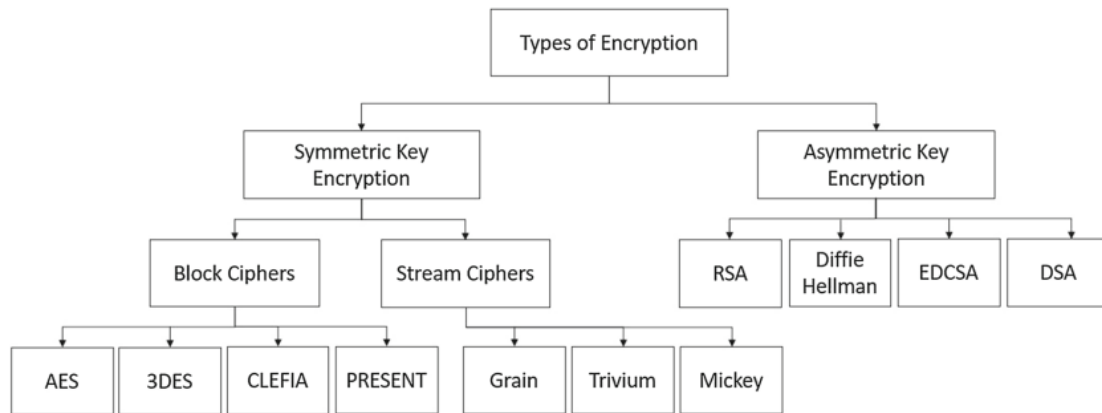 Types of Encryption
Symmetric Key
Encryption
Asymmetric Key
Encryption
Block Ciphers
Stream Ciphers
RSA
Diffie
Hellman
EDCSA
DSA
AES
3DES
CLEFIA
PRESENT
Grain
Trivium
Mickey